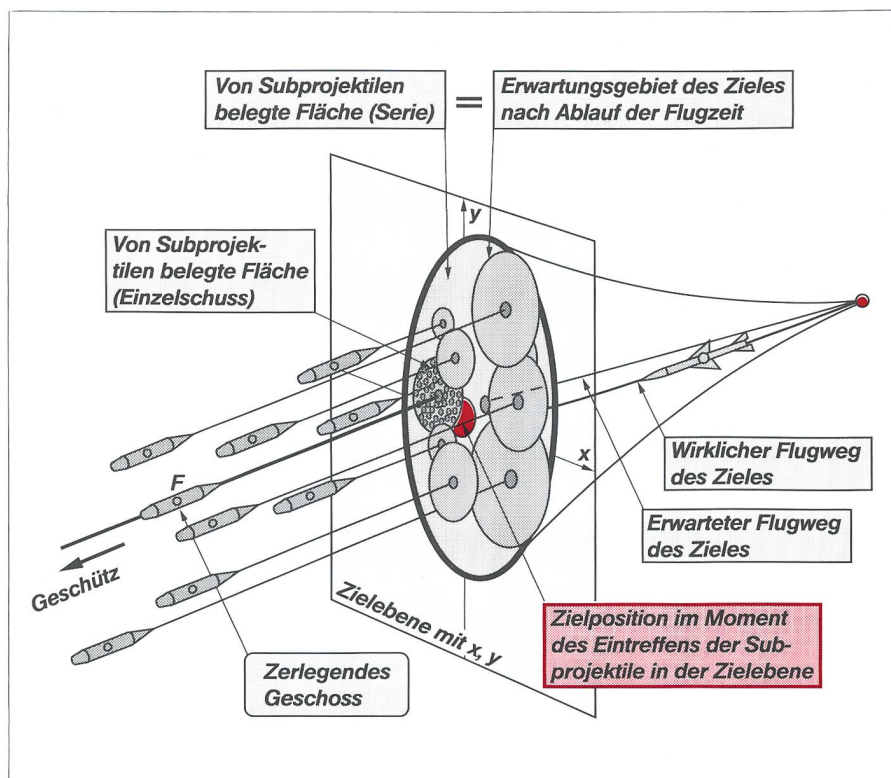 Von Subprojektilen
belegte Fläche (Serie)
=
Erwartungsgebiet des Zieles
nach Ablauf der Flugzeit
y
Von Subprojek-
tilen belegte Fläche
(Einzelschuss)
x
Wirklicher Flugweg
des Zieles
F
Erwarteter Flugweg
des Zieles
Geschütz
Zielebene mit x, y
Zielposition im Moment
des Eintreffens der Sub-
projektile in der Zielebene
Zerlegendes
Geschoss